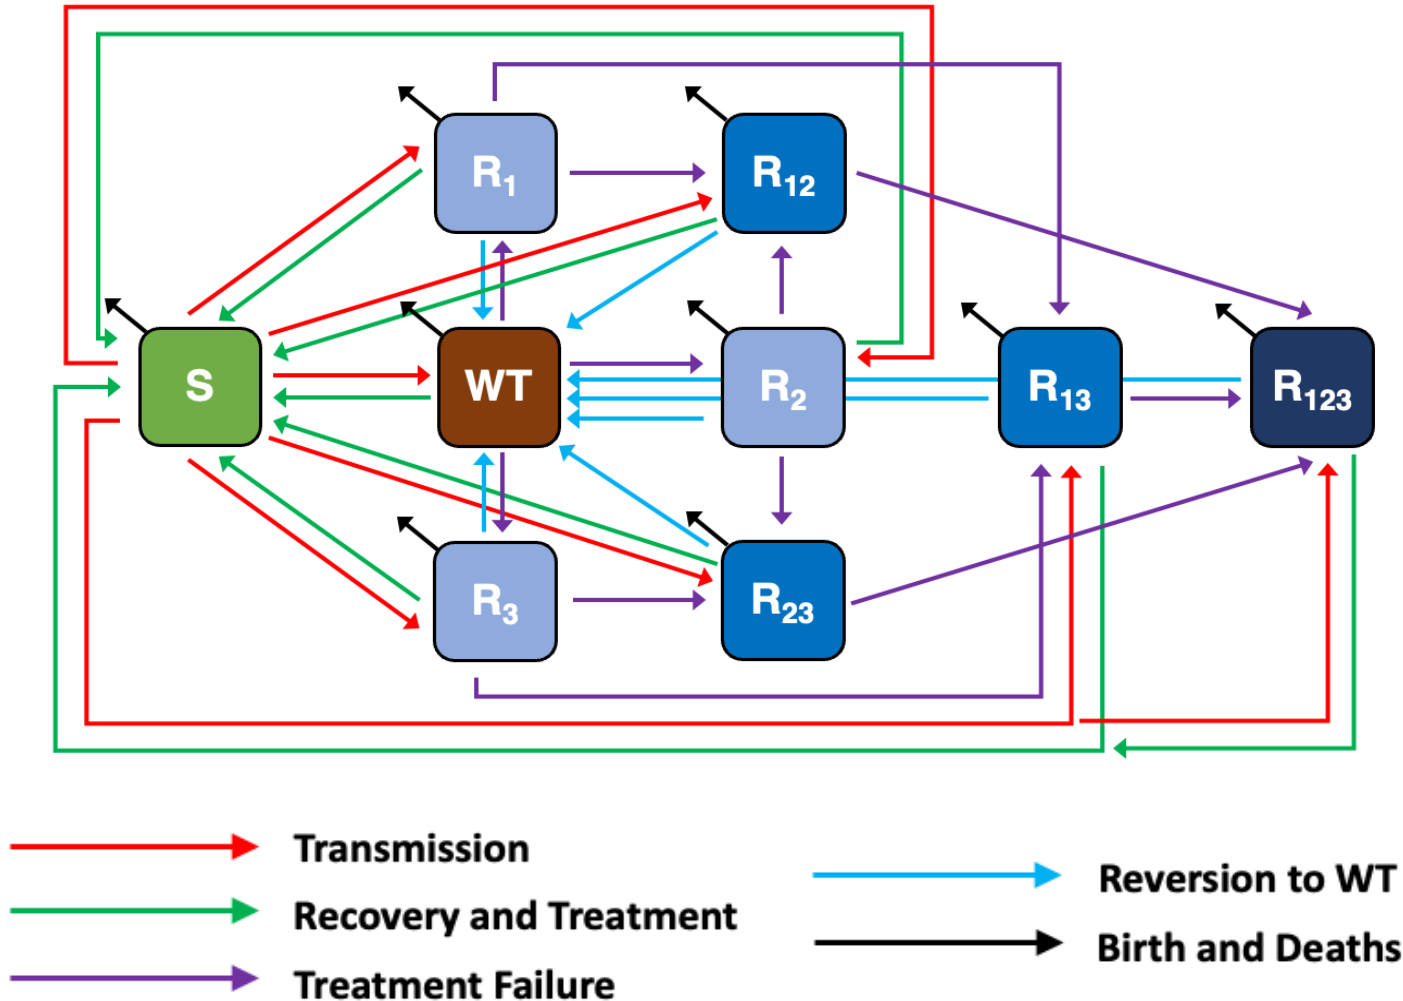 R₁
R₁₂
S
WT
R₂
R₁₃
R₁₂₃
R₃
R₂₃
Transmission
Recovery and Treatment
Treatment Failure
Reversion to WT
Birth and Deaths